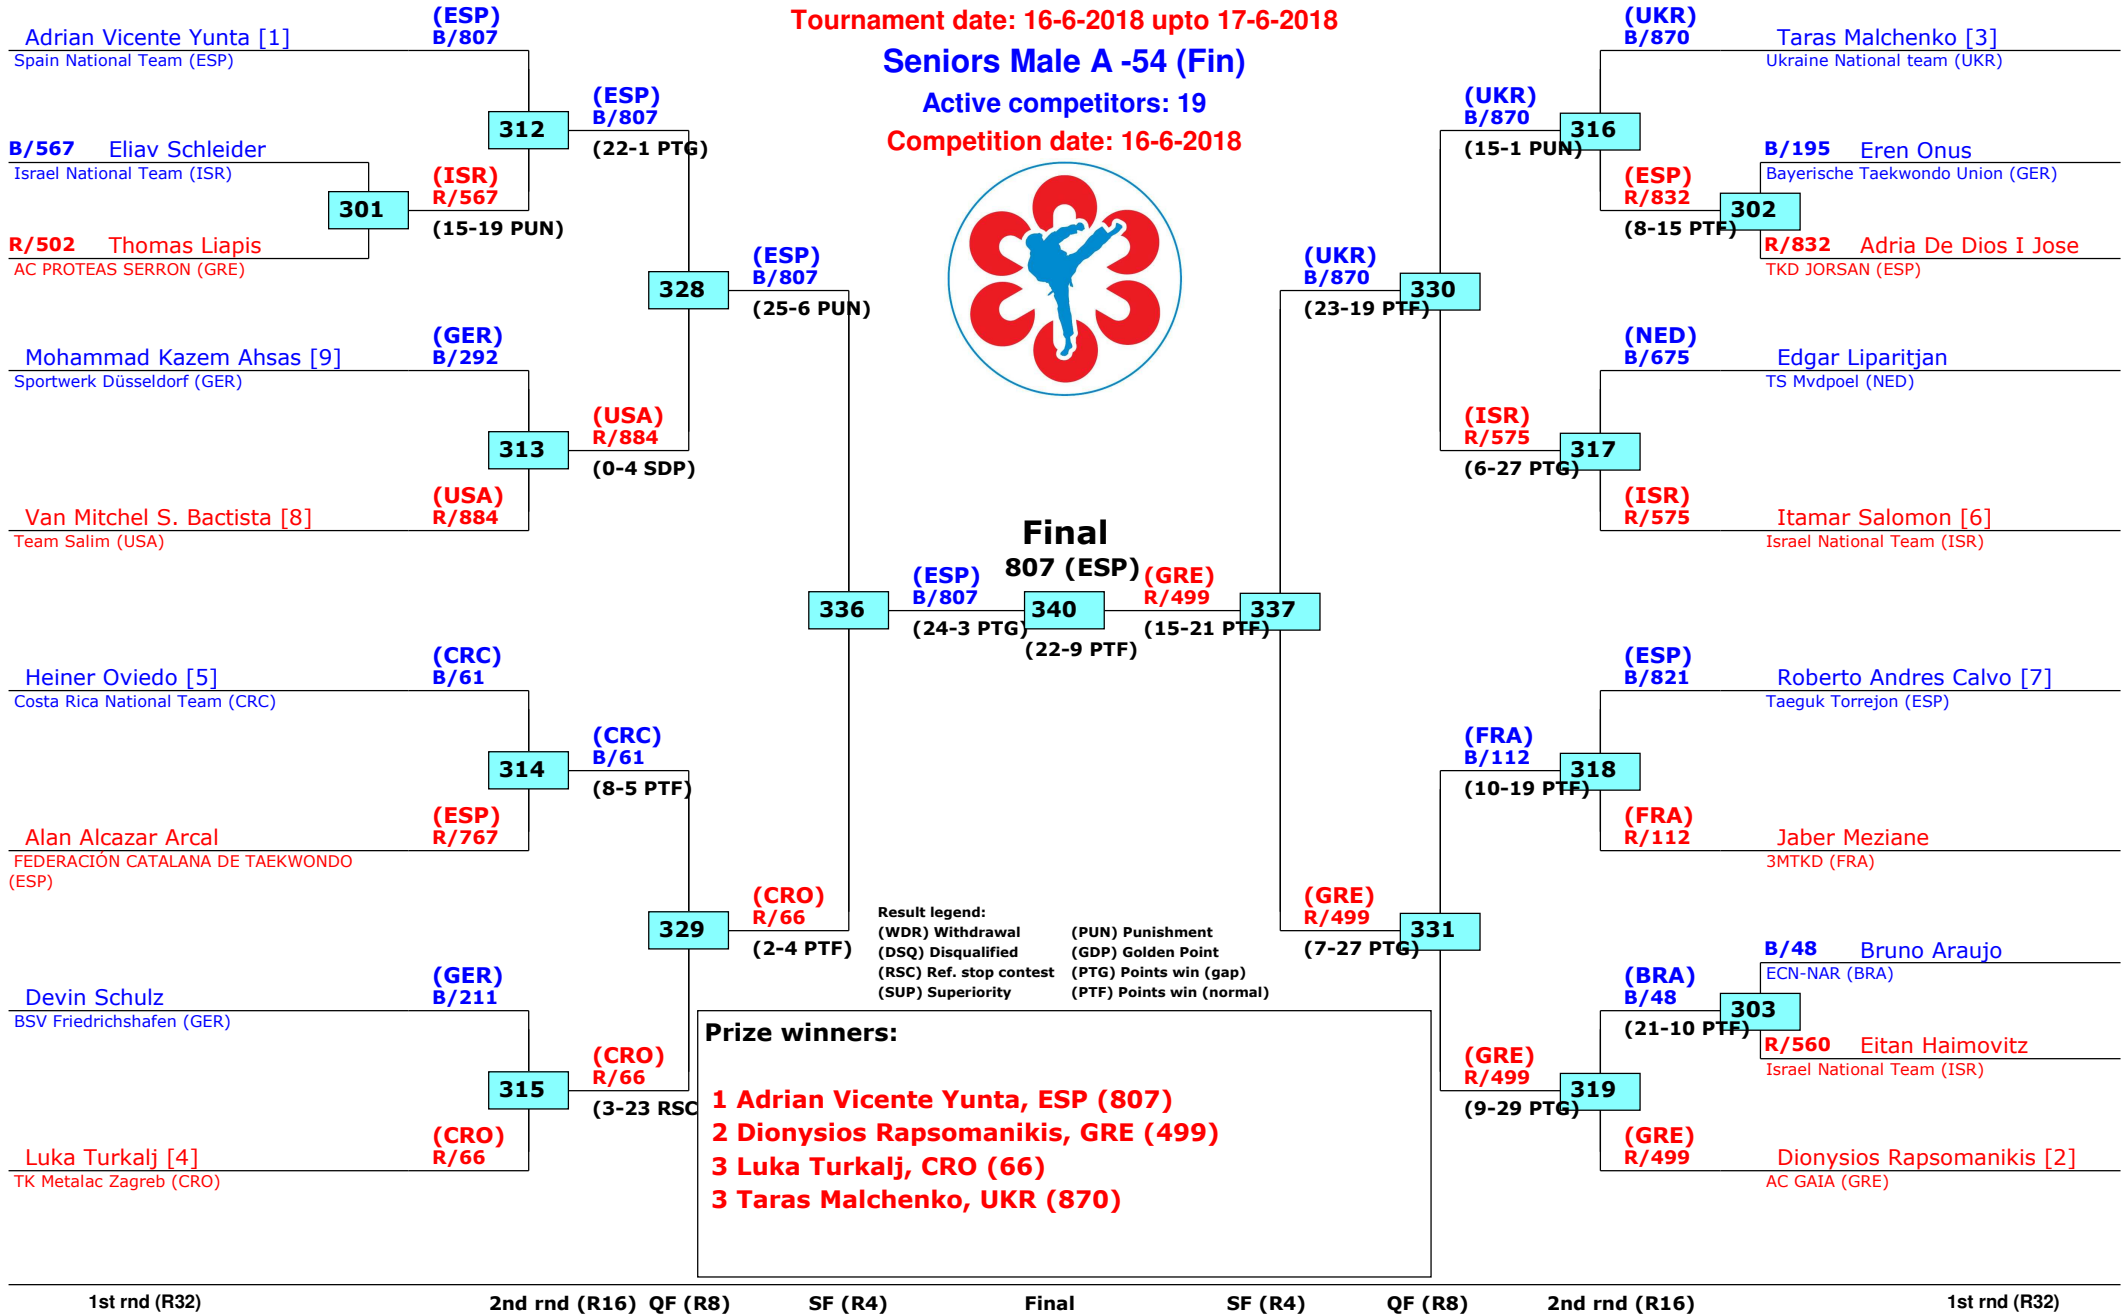 Tournament date: 16-6-2018 upto 17-6-2018
Seniors Male A -54 (Fin)
Active competitors: 19
Competition date: 16-6-2018
(ESP)
Adrian Vicente Yunta [1] B/807
Spain National Team (ESP)
(ESP)
B/807
312
(22-1 PTG)
B/567 Eliav Schleider
Israel National Team (ISR)
(ISR)
R/567
301
(15-19 PUN)
R/502 Thomas Liapis
AC PROTEAS SERRON (GRE)
(ESP)
B/807
328
(25-6 PUN)
(GER)
Mohammad Kazem Ahsas [9] B/292
Sportwerk Düsseldorf (GER)
(USA)
R/884
313
(0-4 SDP)
(USA)
Van Mitchel S. Bactista [8] R/884
Team Salim (USA)
(ESP)
B/807
336
(24-3 PTG)
(CRC)
Heiner Oviedo [5] B/61
Costa Rica National Team (CRC)
(CRC)
B/61
314
(8-5 PTF)
(ESP)
Alan Alcazar Arcal R/767
FEDERACIÓN CATALANA DE TAEKWONDO
(ESP)
(CRO)
R/66
329
(2-4 PTF)
(GER)
Devin Schulz B/211
BSV Friedrichshafen (GER)
(CRO)
R/66
315
(3-23 RSC
(CRO)
Luka Turkalj [4] R/66
TK Metalac Zagreb (CRO)
Final
807 (ESP)
340
(22-9 PTF)
(GRE)
R/499
337
(15-21 PTF)
(UKR)
B/870 Taras Malchenko [3]
Ukraine National team (UKR)
(UKR)
B/870
316
(15-1 PUN)
B/195 Eren Onus
Bayerische Taekwondo Union (GER)
(ESP)
R/832
302
(8-15 PTF)
R/832 Adria De Dios I Jose
TKD JORSAN (ESP)
(UKR)
B/870
330
(23-19 PTF)
(NED)
B/675 Edgar Liparitjan
TS Mvdpoel (NED)
(ISR)
R/575
317
(6-27 PTG)
(ISR)
R/575 Itamar Salomon [6]
Israel National Team (ISR)
(ESP)
B/821 Roberto Andres Calvo [7]
Taeguk Torrejon (ESP)
(FRA)
B/112
318
(10-19 PTF)
(FRA)
R/112 Jaber Meziane
3MTKD (FRA)
(GRE)
R/499
331
(7-27 PTG)
B/48 Bruno Araujo
ECN-NAR (BRA)
(BRA)
B/48
303
(21-10 PTF)
R/560 Eitan Haimovitz
Israel National Team (ISR)
(GRE)
R/499
319
(9-29 PTG)
(GRE)
R/499 Dionysios Rapsomanikis [2]
AC GAIA (GRE)
Result legend:
(WDR) Withdrawal (PUN) Punishment
(DSQ) Disqualified (GDP) Golden Point
(RSC) Ref. stop contest (PTG) Points win (gap)
(SUP) Superiority (PTF) Points win (normal)
Prize winners:
1 Adrian Vicente Yunta, ESP (807)
2 Dionysios Rapsomanikis, GRE (499)
3 Luka Turkalj, CRO (66)
3 Taras Malchenko, UKR (870)
1st rnd (R32) 2nd rnd (R16) QF (R8) SF (R4) Final SF (R4) QF (R8) 2nd rnd (R16) 1st rnd (R32)